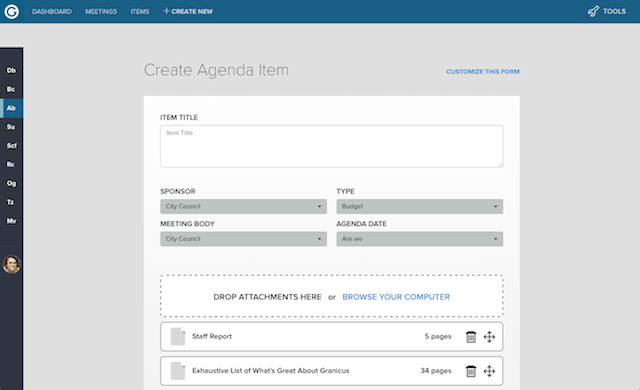 DASHBOARD MEETINGS ITEMS + CREATE NEW TOOLS
Create Agenda Item
CUSTOMIZE THIS FORM
Db
Bc
Ab
Su
Scf
Rc
Og
Tz
Mv
ITEM TITLE
Item Title
SPONSOR TYPE
City Council Budget
MEETING BODY AGENDA DATE
City Council Are we
DROP ATTACHMENTS HERE or BROWSE YOUR COMPUTER
Staff Report 5 pages
Exhaustive List of What's Great About Granicus 34 pages